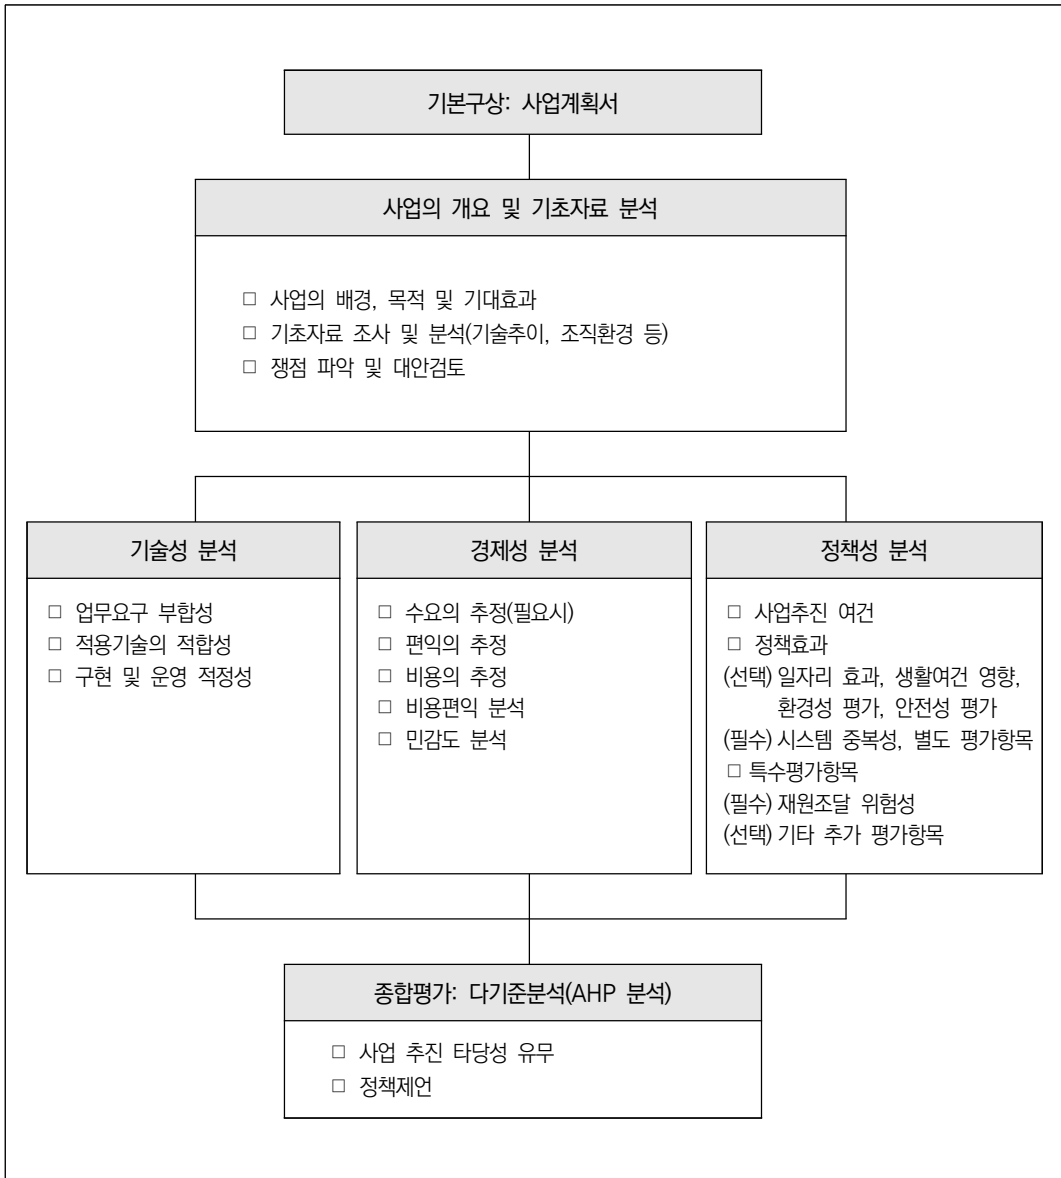 기본구상: 사업계획서
사업의 개요 및 기초자료 분석
□ 사업의 배경, 목적 및 기대효과
□ 기초자료 조사 및 분석(기술추이, 조직환경 등)
□ 쟁점 파악 및 대안검토
기술성 분석
□ 업무요구 부합성
□ 적용기술의 적합성
□ 구현 및 운영 적정성
경제성 분석
□ 수요의 추정(필요시)
□ 편익의 추정
□ 비용의 추정
□ 비용편익 분석
□ 민감도 분석
정책성 분석
□ 사업추진 여건
□ 정책효과
(선택) 일자리 효과, 생활여건 영향,
환경성 평가, 안전성 평가
(필수) 시스템 중복성, 별도 평가항목
□ 특수평가항목
(필수) 재원조달 위험성
(선택) 기타 추가 평가항목
종합평가: 다기준분석(AHP 분석)
□ 사업 추진 타당성 유무
□ 정책제언